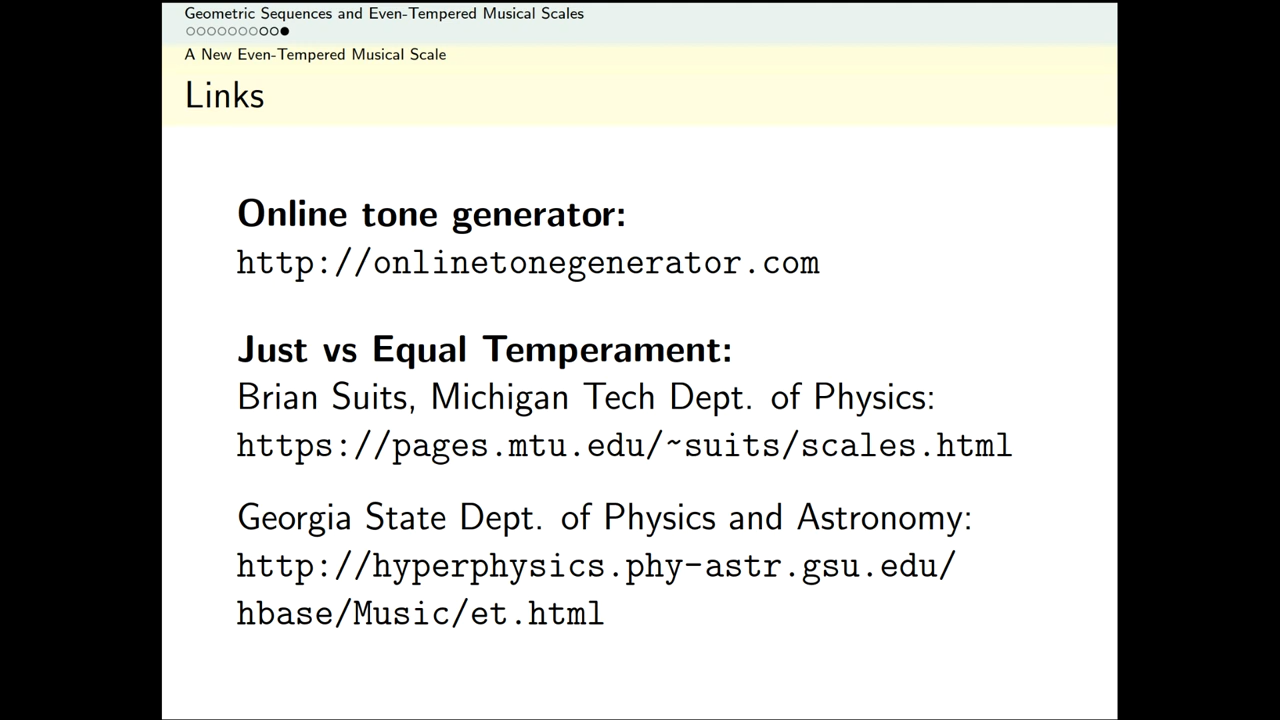 Geometric Sequences and Even-Tempered Musical Scales
A New Even-Tempered Musical Scale
Links
Online tone generator:
http://onlinetonegenerator.com
Just vs Equal Temperament:
Brian Suits, Michigan Tech Dept. of Physics:
https://pages.mtu.edu/~suits/scales.html
Georgia State Dept. of Physics and Astronomy:
http://hyperphysics.phy-astr.gsu.edu/
hbase/Music/et.html